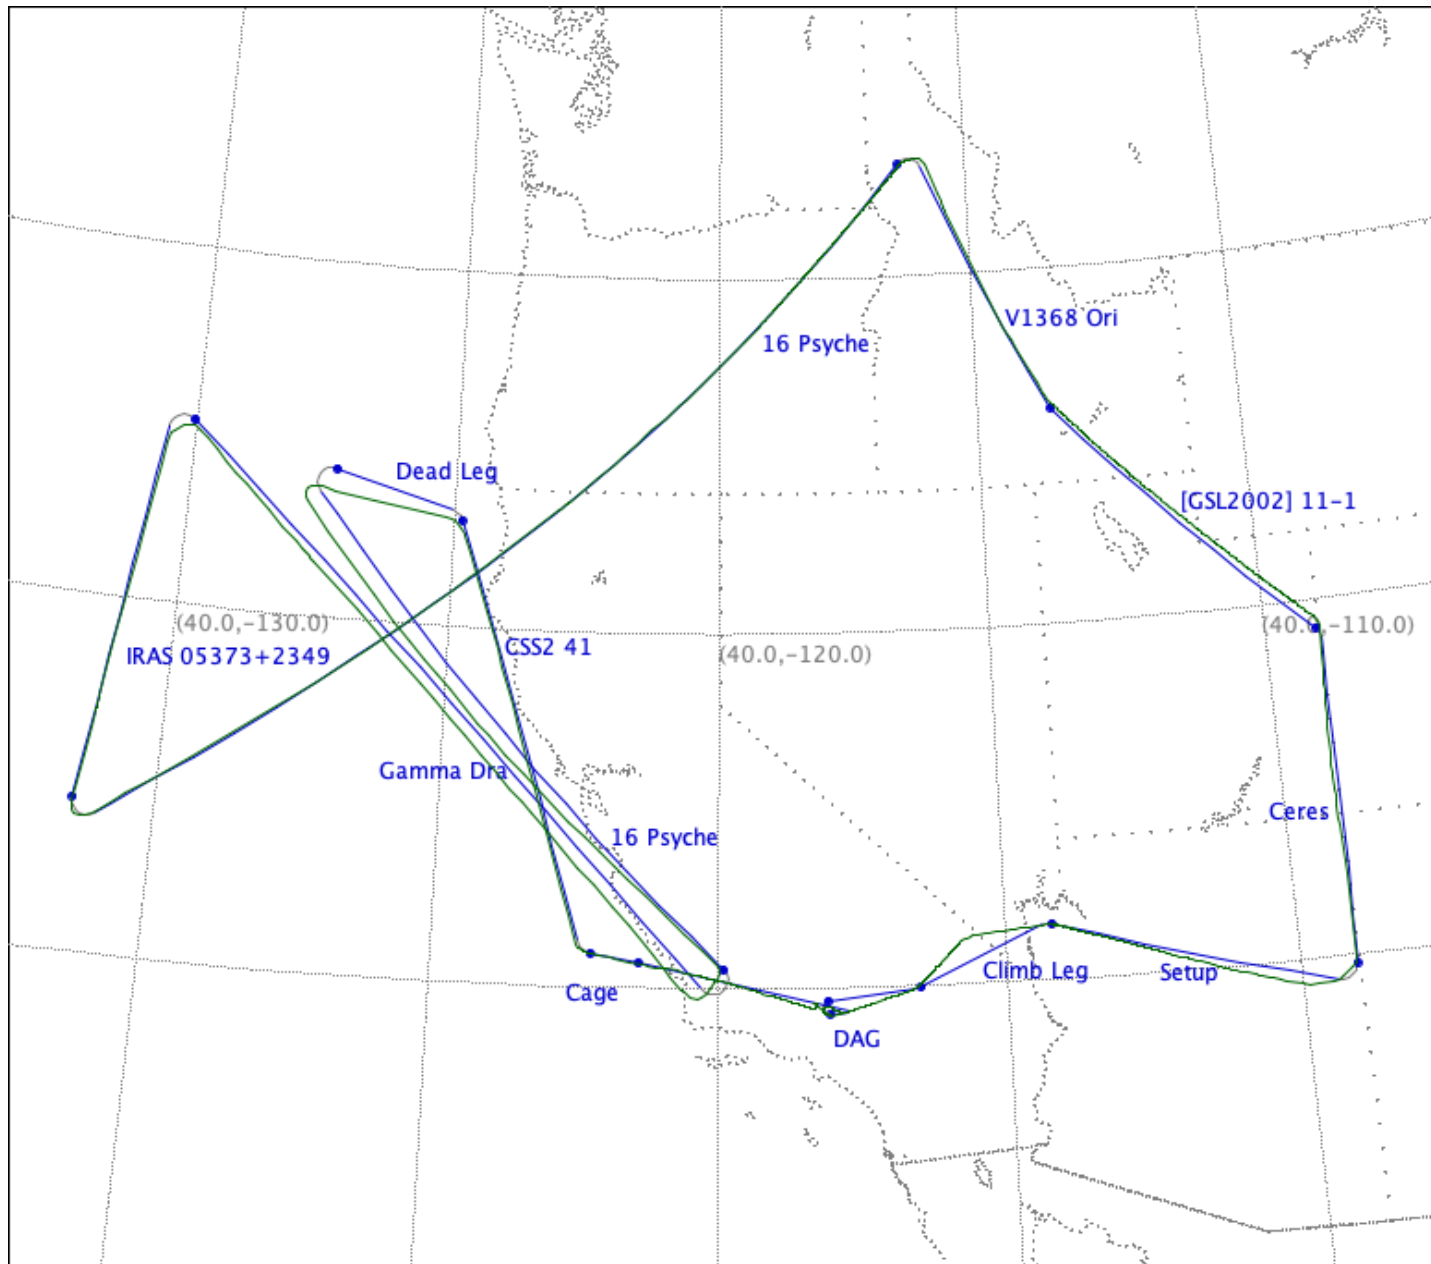 V1368 Ori
16 Psyche
Dead Leg
[GSL2002] 11-1
(40.0,-130.0)
(40.0,-110.0)
IRAS 05373+2349
CSS2 41
(40.0,-120.0)
Gamma Dra
Ceres
16 Psyche
Climb Leg
Setup
Cage
DAG